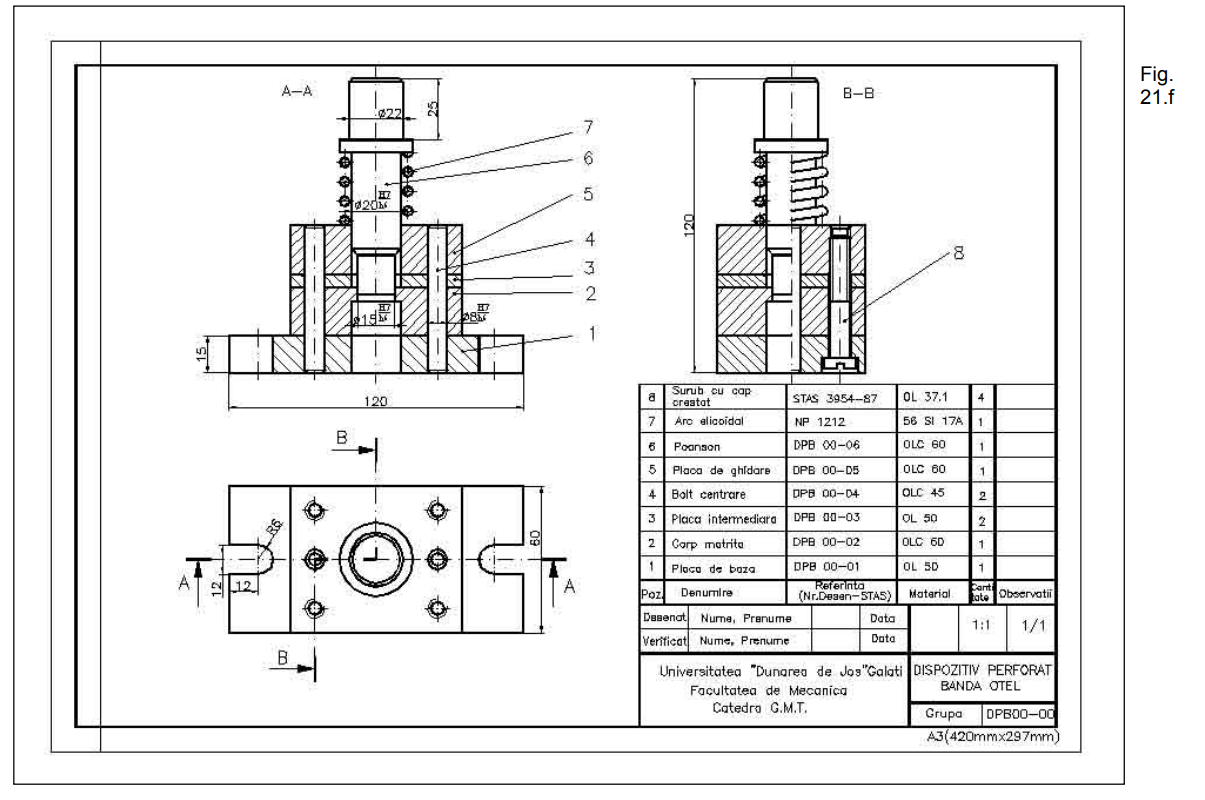 Fig.
21.f
A-A
B-B
Ø22
25
7
6
5
Ø20 H7
4
3
2
Ø15 H7
Ø8 H7
1
15
120
120
8
B
R6
60
A
A
12
12
B
8 Surub cu cap crestat STAS 3954-87 OL 37.1 4
7 Arc elicoidal NP 1212 56 SI 17A 1
6 Poanson DPB 00-06 OLC 60 1
5 Placa de ghidare DPB 00-05 OLC 60 1
4 Bolt centrare DPB 00-04 OLC 45 2
3 Placa intermediara DPB 00-03 OL 50 2
2 Corp matrita DPB 00-02 OLC 60 1
1 Placa de baza DPB 00-01 OL 50 1
Poz. Denumire Referinta (Nr.Desen-STAS) Material Canti tate Observatii
Desenat Nume, Prenume Data
1:1 1/1
Verificat Nume, Prenume Data
Universitatea "Dunarea de Jos"Galati
Facultatea de Mecanica
Catedra G.M.T.
DISPOZITIV PERFORAT
BANDA OTEL
Grupa DPB00-00
A3(420mmx297mm)